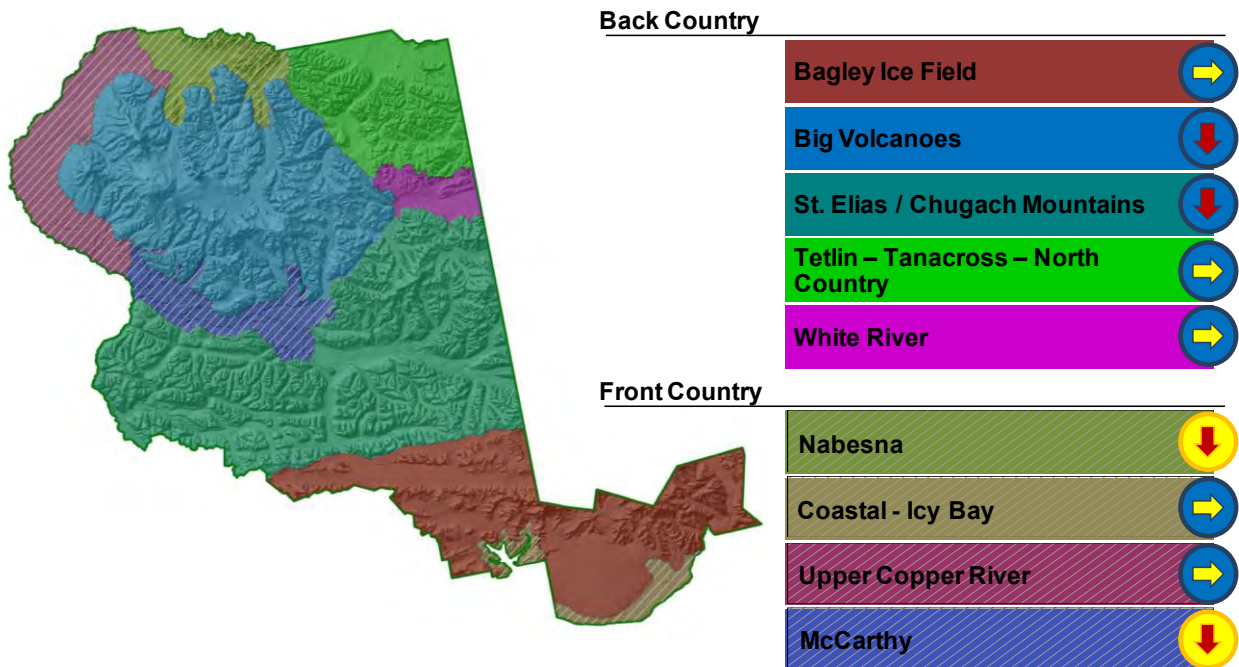 Back Country
Bagley Ice Field
Big Volcanoes
St. Elias / Chugach Mountains
Tetlin – Tanacross – North
Country
White River
Front Country
Nabesna
Coastal - Icy Bay
Upper Copper River
McCarthy